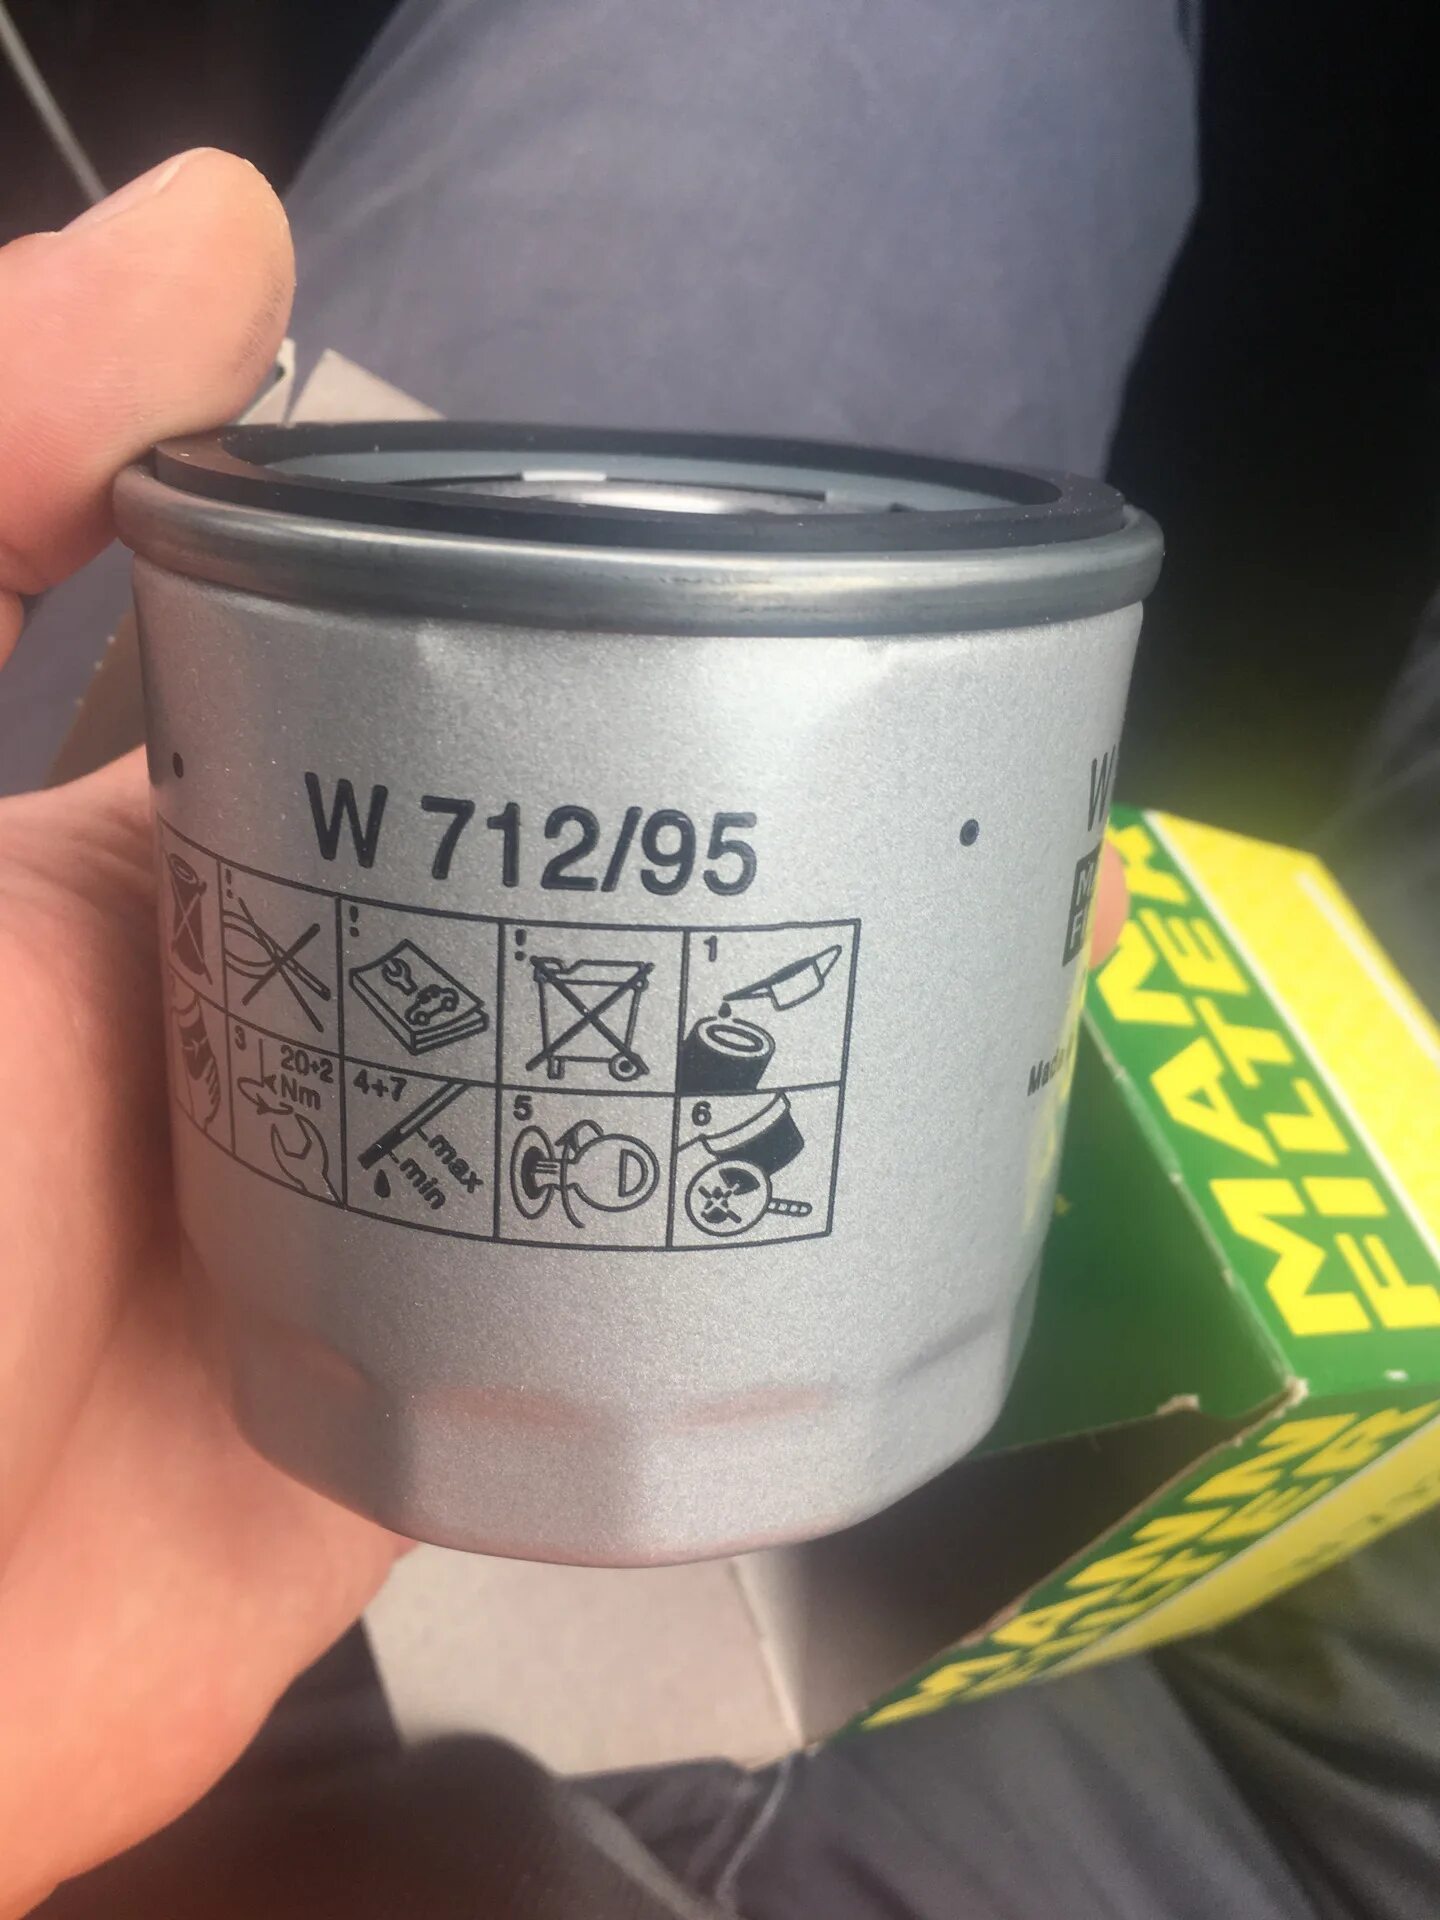 W 712/95
W
!
!
!
1
3
20+2
Nm
4+7
max
min
5
6
MANN
FILTER
MANN
FILTER